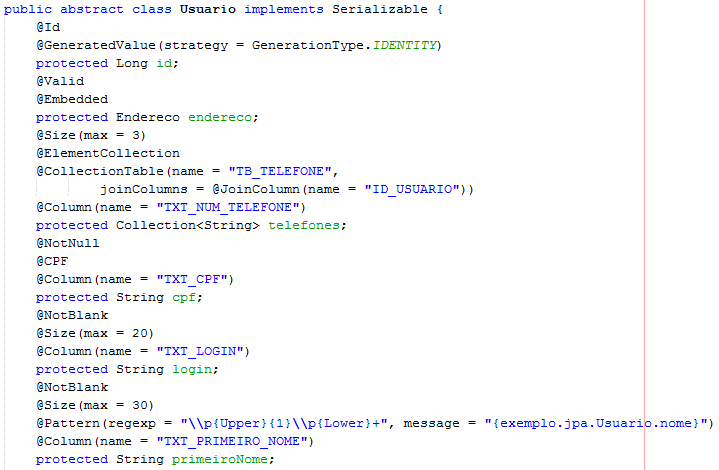 public abstract class Usuario implements Serializable {
@Id
@GeneratedValue(strategy = GenerationType.IDENTITY)
protected Long id;
@Valid
@Embedded
protected Endereco endereco;
@Size(max = 3)
@ElementCollection
@CollectionTable(name = "TB_TELEFONE",
joinColumns = @JoinColumn(name = "ID_USUARIO"))
@Column(name = "TXT_NUM_TELEFONE")
protected Collection<String> telefones;
@NotNull
@CPF
@Column(name = "TXT_CPF")
protected String cpf;
@NotBlank
@Size(max = 20)
@Column(name = "TXT_LOGIN")
protected String login;
@NotBlank
@Size(max = 30)
@Pattern(regexp = "\\p{Upper}{1}\\p{Lower}+", message = "{exemplo.jpa.Usuario.nome}")
@Column(name = "TXT_PRIMEIRO_NOME")
protected String primeiroNome;